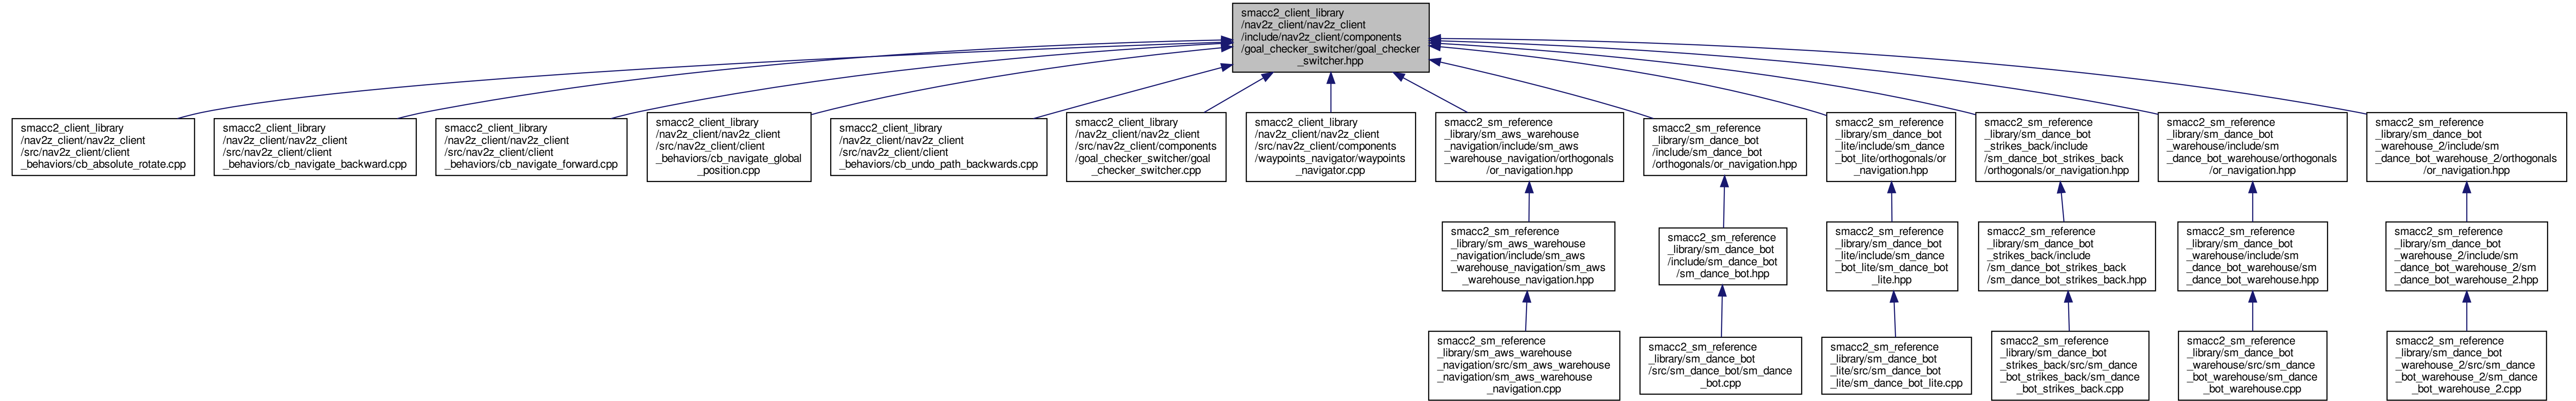 smacc2_client_library
/nav2z_client/nav2z_client
/include/nav2z_client/components
/goal_checker_switcher/goal_checker
_switcher.hpp
smacc2_client_library
/nav2z_client/nav2z_client
/src/nav2z_client/client
_behaviors/cb_absolute_rotate.cpp
smacc2_client_library
/nav2z_client/nav2z_client
/src/nav2z_client/client
_behaviors/cb_navigate_backward.cpp
smacc2_client_library
/nav2z_client/nav2z_client
/src/nav2z_client/client
_behaviors/cb_navigate_forward.cpp
smacc2_client_library
/nav2z_client/nav2z_client
/src/nav2z_client/client
_behaviors/cb_navigate_global
_position.cpp
smacc2_client_library
/nav2z_client/nav2z_client
/src/nav2z_client/client
_behaviors/cb_undo_path_backwards.cpp
smacc2_client_library
/nav2z_client/nav2z_client
/src/nav2z_client/components
/goal_checker_switcher/goal
_checker_switcher.cpp
smacc2_client_library
/nav2z_client/nav2z_client
/src/nav2z_client/components
/waypoints_navigator/waypoints
_navigator.cpp
smacc2_sm_reference
_library/sm_aws_warehouse
_navigation/include/sm_aws
_warehouse_navigation/orthogonals
/or_navigation.hpp
smacc2_sm_reference
_library/sm_dance_bot
/include/sm_dance_bot
/orthogonals/or_navigation.hpp
smacc2_sm_reference
_library/sm_dance_bot
_lite/include/sm_dance
_bot_lite/orthogonals/or
_navigation.hpp
smacc2_sm_reference
_library/sm_dance_bot
_strikes_back/include
/sm_dance_bot_strikes_back
/orthogonals/or_navigation.hpp
smacc2_sm_reference
_library/sm_dance_bot
_warehouse/include/sm
_dance_bot_warehouse/orthogonals
/or_navigation.hpp
smacc2_sm_reference
_library/sm_dance_bot
_warehouse_2/include/sm
_dance_bot_warehouse_2/orthogonals
/or_navigation.hpp
smacc2_sm_reference
_library/sm_aws_warehouse
_navigation/include/sm_aws
_warehouse_navigation/sm_aws
_warehouse_navigation.hpp
smacc2_sm_reference
_library/sm_dance_bot
/include/sm_dance_bot
/sm_dance_bot.hpp
smacc2_sm_reference
_library/sm_dance_bot
_lite/include/sm_dance
_bot_lite/sm_dance_bot
_lite.hpp
smacc2_sm_reference
_library/sm_dance_bot
_strikes_back/include
/sm_dance_bot_strikes_back
/sm_dance_bot_strikes_back.hpp
smacc2_sm_reference
_library/sm_dance_bot
_warehouse/include/sm
_dance_bot_warehouse/sm
_dance_bot_warehouse.hpp
smacc2_sm_reference
_library/sm_dance_bot
_warehouse_2/include/sm
_dance_bot_warehouse_2/sm
_dance_bot_warehouse_2.hpp
smacc2_sm_reference
_library/sm_aws_warehouse
_navigation/src/sm_aws_warehouse
_navigation/sm_aws_warehouse
_navigation.cpp
smacc2_sm_reference
_library/sm_dance_bot
/src/sm_dance_bot/sm_dance
_bot.cpp
smacc2_sm_reference
_library/sm_dance_bot
_lite/src/sm_dance_bot
_lite/sm_dance_bot_lite.cpp
smacc2_sm_reference
_library/sm_dance_bot
_strikes_back/src/sm_dance
_bot_strikes_back/sm_dance
_bot_strikes_back.cpp
smacc2_sm_reference
_library/sm_dance_bot
_warehouse/src/sm_dance
_bot_warehouse/sm_dance
_bot_warehouse.cpp
smacc2_sm_reference
_library/sm_dance_bot
_warehouse_2/src/sm_dance
_bot_warehouse_2/sm_dance
_bot_warehouse_2.cpp